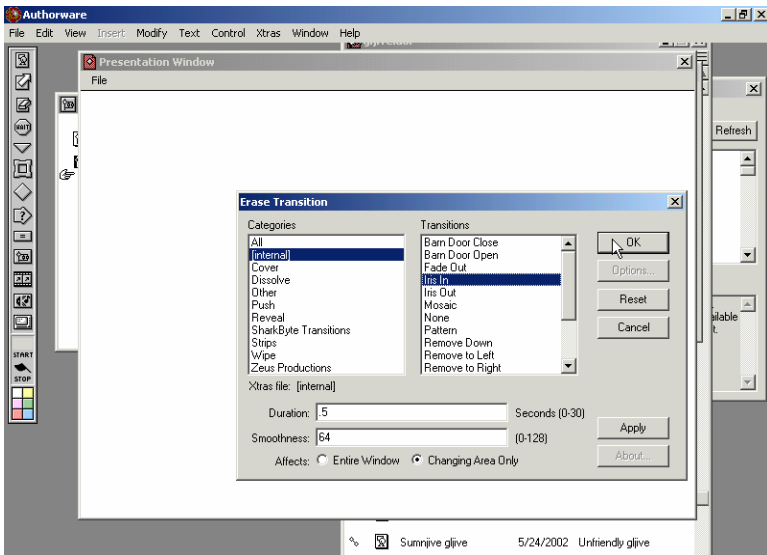 Authorware
File Edit View Insert Modify Text Control Xtras Window Help
Presentation Window
File
WAIT
Refresh
Erase Transition
Categories
Transitions
All
[internal]
Cover
Dissolve
Other
Push
Reveal
SharkByte Transitions
Strips
Wipe
Zeus Productions
Barn Door Close
Barn Door Open
Fade Out
Iris In
Iris Out
Mosaic
None
Pattern
Remove Down
Remove to Left
Remove to Right
OK
Options...
Reset
Cancel
Xtras file: [internal]
Duration: .5 Seconds (0-30)
Smoothness: 64 (0-128)
Affects: Entire Window Changing Area Only
Apply
About...
START
STOP
Sumnjive gljive 5/24/2002 Unfriendly gljive